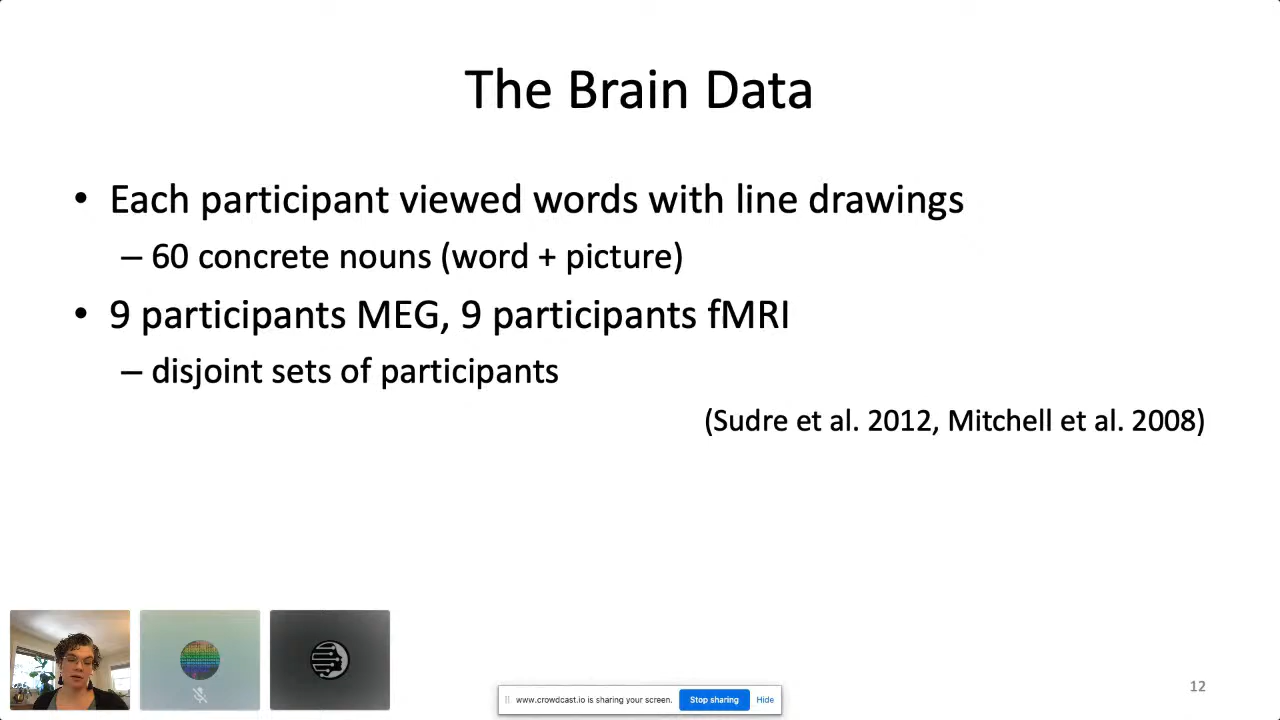 The Brain Data
• Each participant viewed words with line drawings
– 60 concrete nouns (word + picture)
• 9 participants MEG, 9 participants fMRI
– disjoint sets of participants
(Sudre et al. 2012, Mitchell et al. 2008)
www.crowdcast.io is sharing your screen. Stop sharing Hide
12